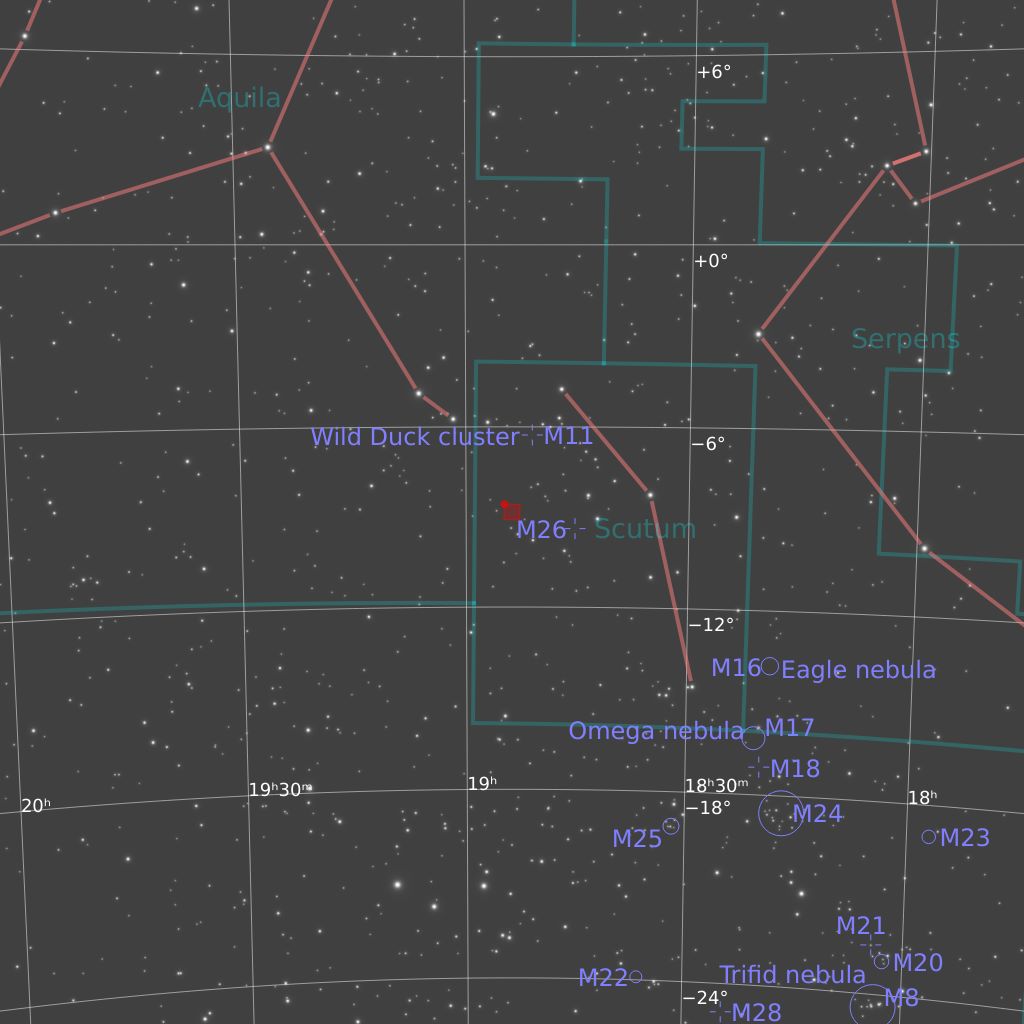 +6°
Aquila
+0°
Serpens
Wild Duck cluster M11
−6°
M26 Scutum
−12°
M16 Eagle nebula
Omega nebula M17
M18
19h 18h30m
19h30m
−18°
20h 18h
M24
M25 M23
M21
M20
Trifid nebula
M22
−24° M8
M28